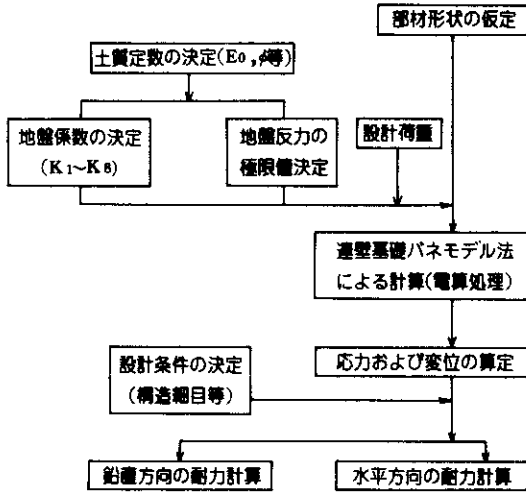 部材形状の仮定
土質定数の決定(E0,φ等)
地盤係数の決定
(K1~K8)
地盤反力の
極限値決定
設計荷重
連壁基礎バネモデル法
による計算(電算処理)
設計条件の決定
(構造細目等)
応力および変位の算定
鉛直方向の耐力計算
水平方向の耐力計算